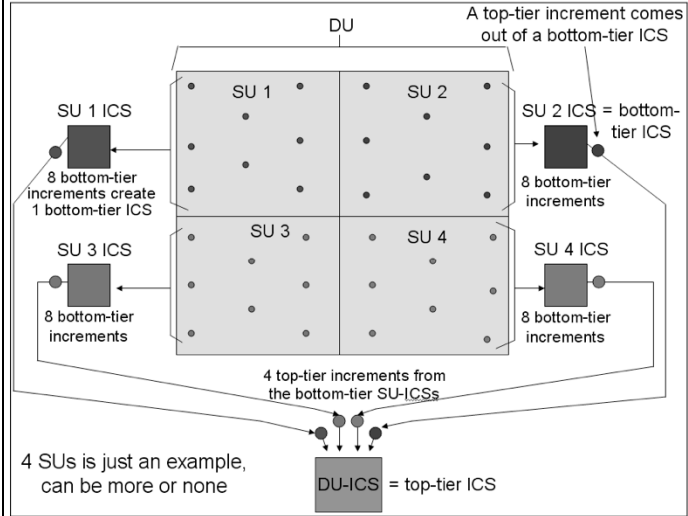 DU
A top-tier increment comes
out of a bottom-tier ICS
SU 1 ICS
SU 1
SU 2
SU 2 ICS = bottom-
tier ICS
8 bottom-tier
increments create
1 bottom-tier ICS
8 bottom-tier
increments
SU 3 ICS
SU 3
SU 4
SU 4 ICS
8 bottom-tier
increments
8 bottom-tier
increments
4 top-tier increments from
the bottom-tier SU-ICSs
4 SUs is just an example,
can be more or none
DU-ICS = top-tier ICS